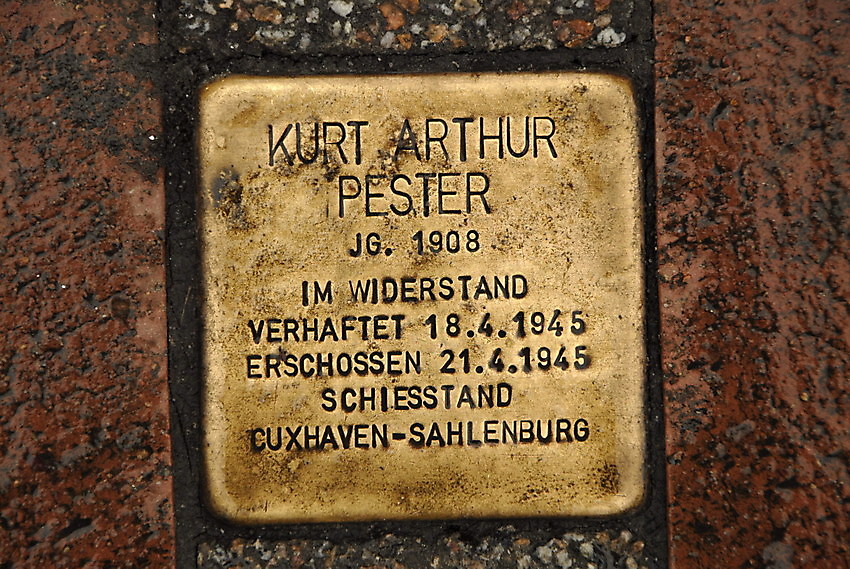 KURT ARTHUR
PESTER
JG. 1908
IM WIDERSTAND
VERHAFTET 18.4.1945
ERSCHOSSEN 21.4.1945
SCHIESSTAND
CUXHAVEN-SAHLENBURG